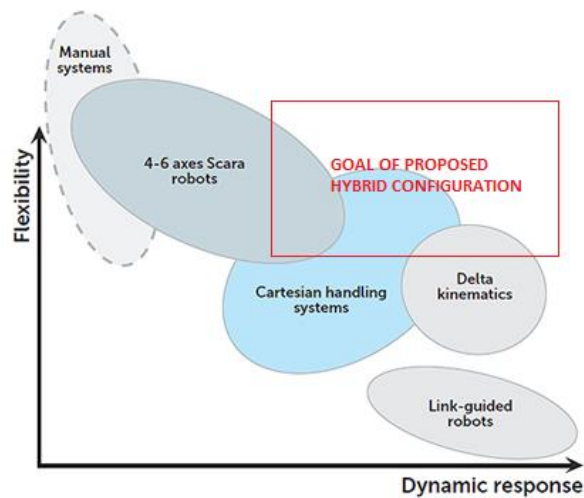 Manual
systems
4-6 axes Scara
robots
GOAL OF PROPOSED
HYBRID CONFIGURATION
Flexibility
Cartesian handling
systems
Delta
kinematics
Link-guided
robots
Dynamic response